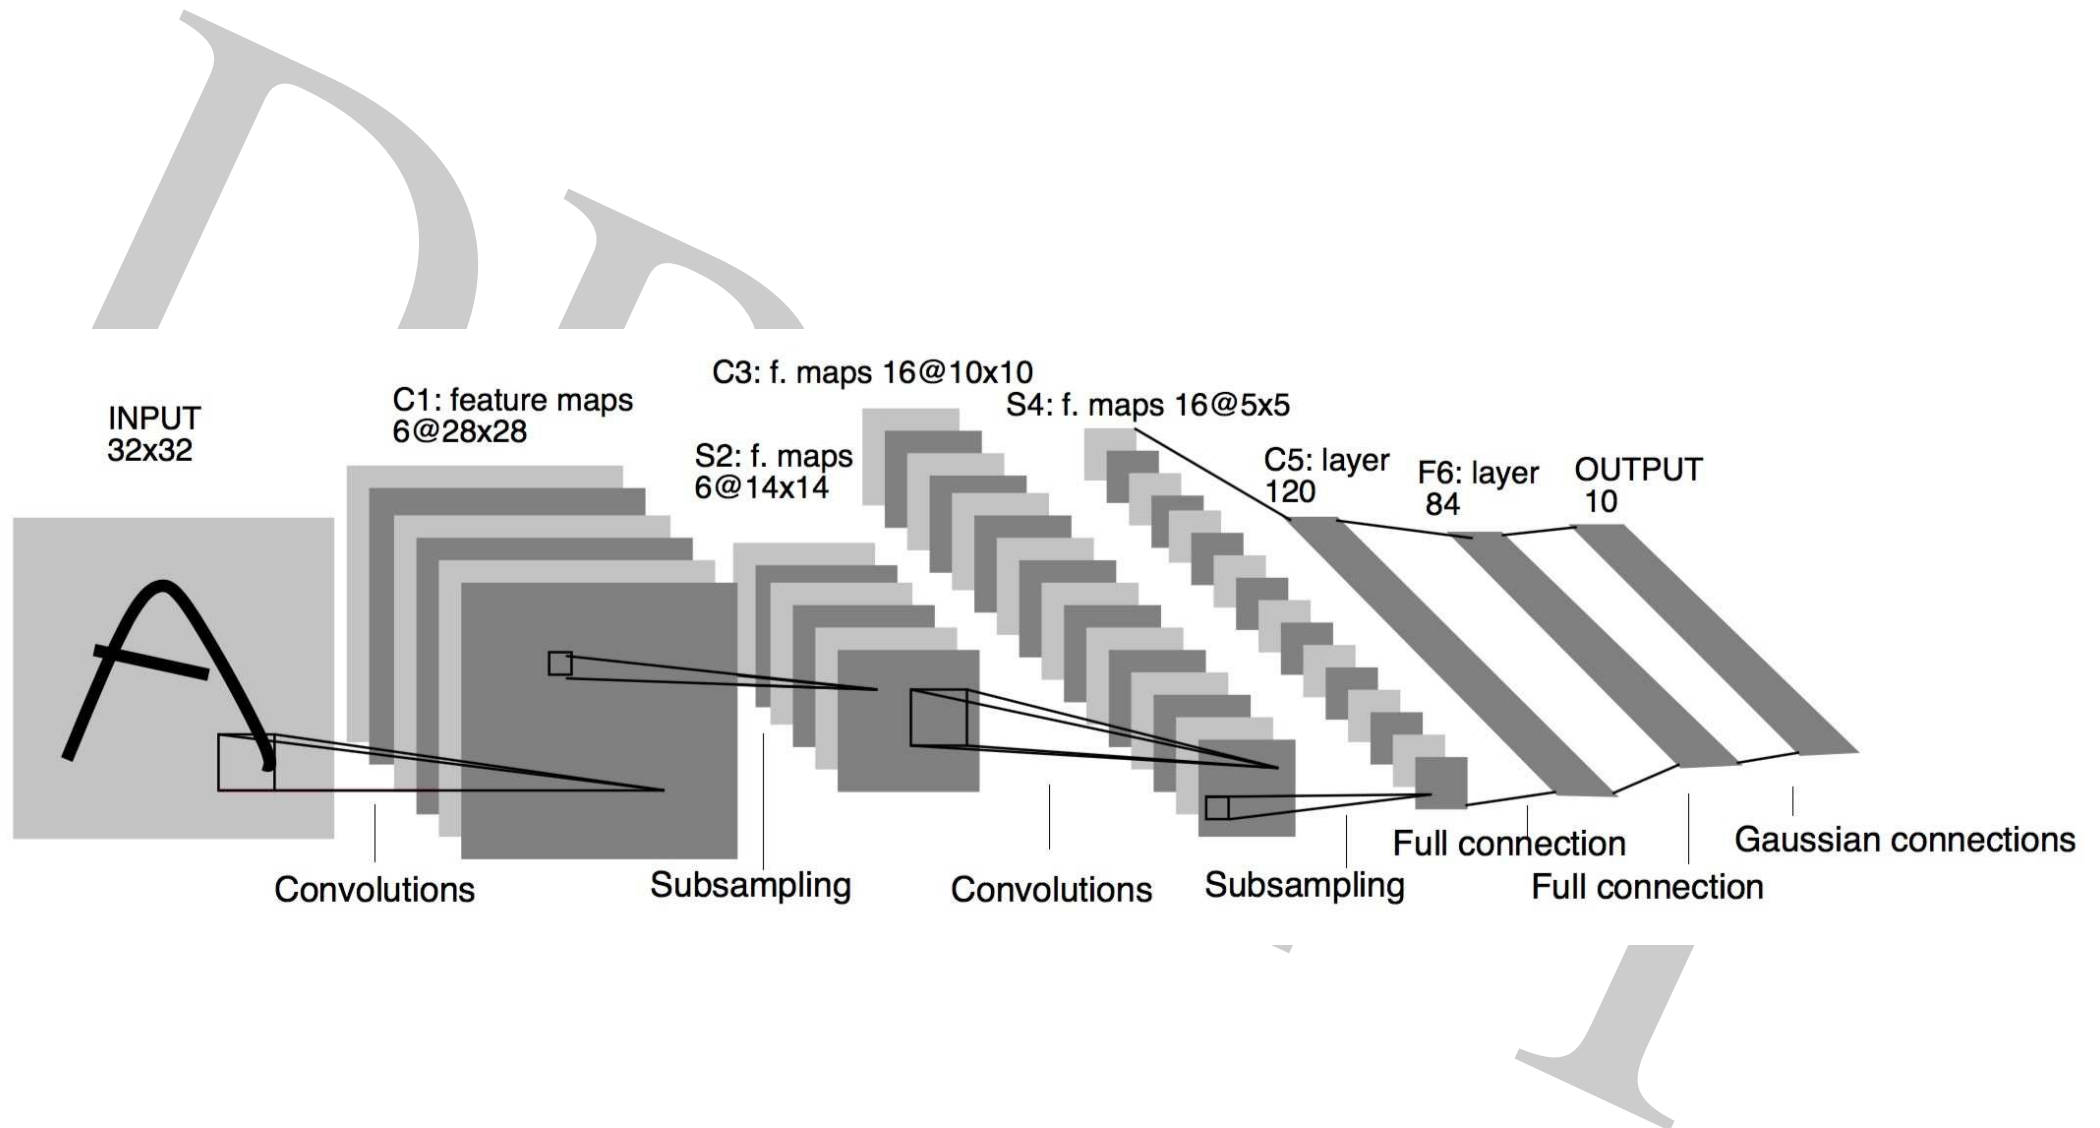 C3: f. maps 16@10x10
INPUT
32x32
C1: feature maps
6@28x28
S4: f. maps 16@5x5
S2: f. maps
6@14x14
C5: layer
120
F6: layer
84
OUTPUT
10
Convolutions
Subsampling
Convolutions
Subsampling
Full connection
Full connection
Gaussian connections